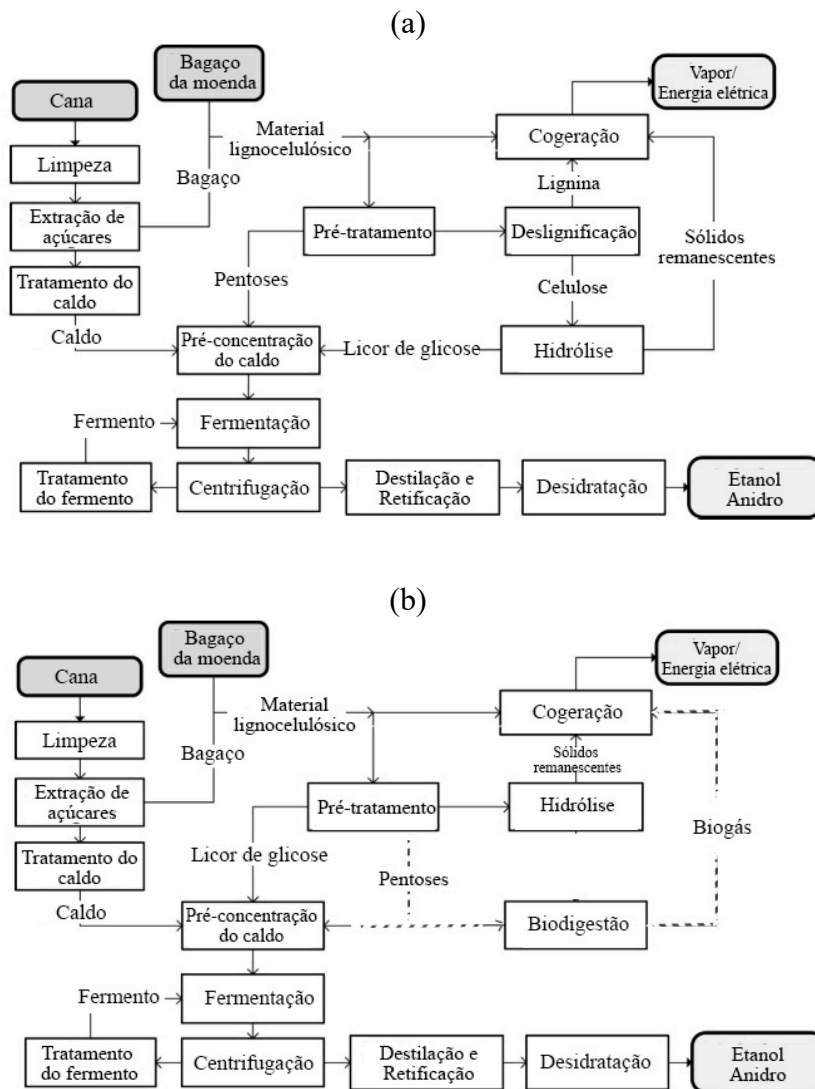 (a)
Bagaço
da moenda
Vapor/
Energia elétrica
Cana
Material
lignocelulósico
Cogeração
Limpeza
Bagaço
Lignina
Extração de
açúcares
Pré-tratamento
Deslignificação
Sólidos
remanescentes
Pentoses
Celulose
Tratamento do
caldo
Caldo
Pré-concentração
do caldo
Licor de glicose
Hidrólise
Fermento
Fermentação
Tratamento
do fermento
Centrifugação
Destilação e
Retificação
Desidratação
Etanol
Anidro
(b)
Bagaço
da moenda
Vapor/
Energia elétrica
Cana
Material
lignocelulósico
Cogeração
Limpeza
Bagaço
Sólidos
remanescentes
Extração de
açúcares
Pré-tratamento
Hidrólise
Biogás
Tratamento do
caldo
Licor de glicose
Pentoses
Caldo
Pré-concentração
do caldo
Biodigestão
Fermento
Fermentação
Tratamento
do fermento
Centrifugação
Destilação e
Retificação
Desidratação
Etanol
Anidro